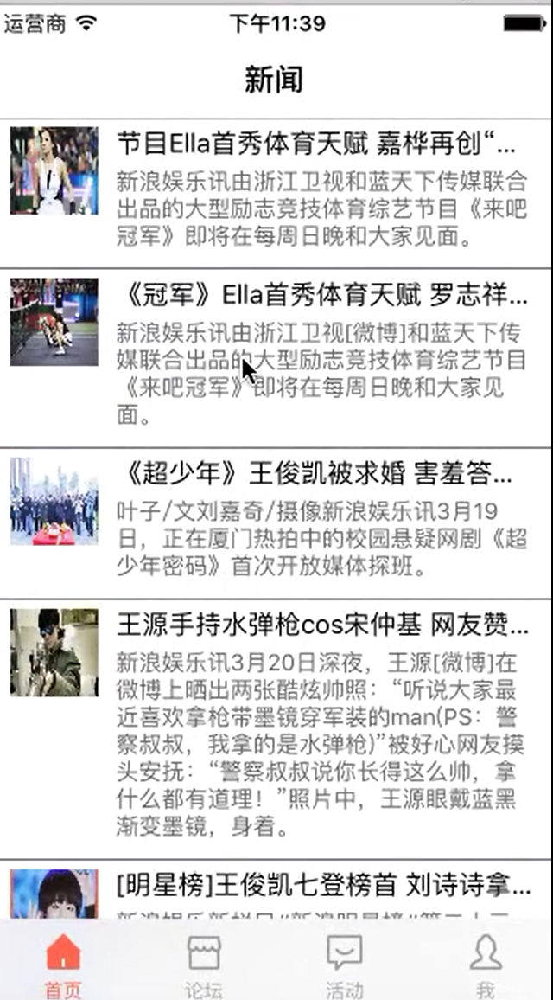 运营商 下午11:39
新闻
节目Ella首秀体育天赋 嘉桦再创“...
新浪娱乐讯由浙江卫视和蓝天下传媒联合
出品的大型励志竞技体育综艺节目《来吧
冠军》即将在每周日晚和大家见面。
《冠军》Ella首秀体育天赋 罗志祥...
新浪娱乐讯由浙江卫视[微博]和蓝天下传
媒联合出品的大型励志竞技体育综艺节目
《来吧冠军》即将在每周日晚和大家见
面。
《超少年》王俊凯被求婚 害羞答...
叶子/文刘嘉奇/摄像新浪娱乐讯3月19
日，正在厦门热拍中的校园悬疑网剧《超
少年密码》首次开放媒体探班。
王源手持水弹枪cos宋仲基 网友赞...
新浪娱乐讯3月20日深夜，王源[微博]在
微博上晒出两张酷炫帅照：“听说大家最
近喜欢拿枪带墨镜穿军装的man(PS：警
察叔叔，我拿的是水弹枪)”被好心网友摸
头安抚：“警察叔叔说你长得这么帅，拿
什么都有道理！”照片中，王源眼戴蓝黑
渐变墨镜，身着。
[明星榜]王俊凯七登榜首 刘诗诗拿...
首页 论坛 活动 我